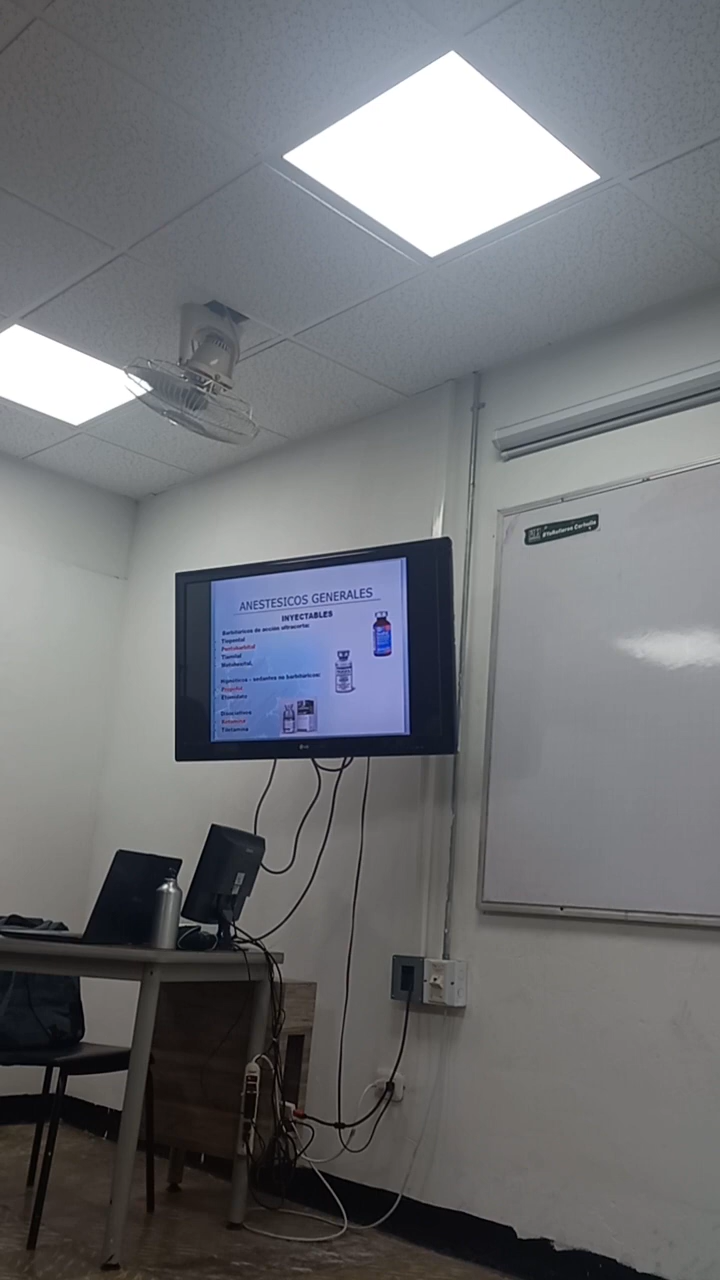 ANESTESICOS GENERALES
INYECTABLES
Barbitúricos de acción ultracorta:
Tiopental
Pentobarbital
Tiamilal
Metohexital.
Hipnóticos - sedantes no barbitúricos:
Propofol
Etomidato
Disociativos
Ketamina
Tiletamina
LG